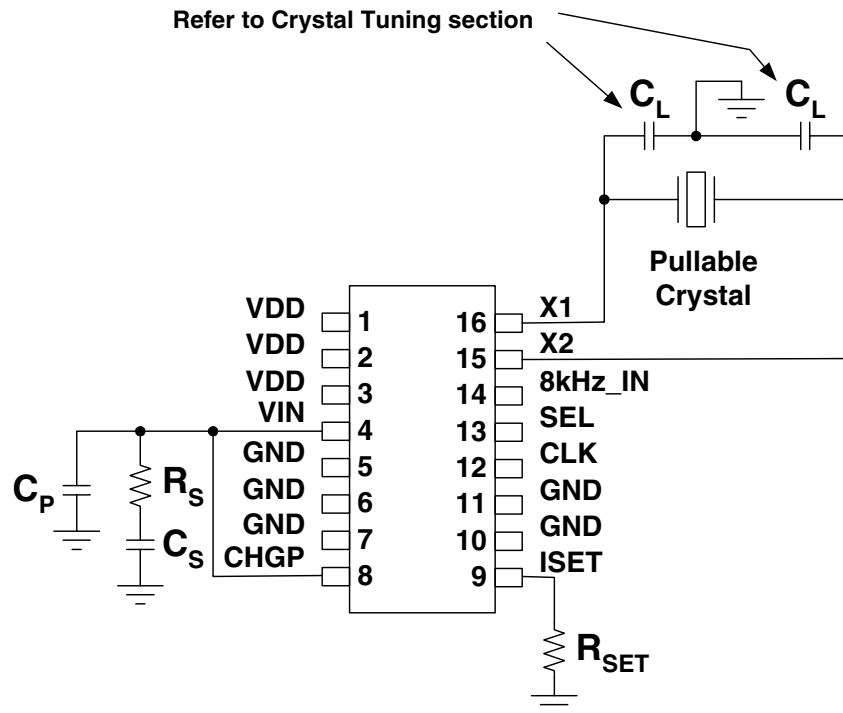 Refer to Crystal Tuning section
CL CL
Pullable
Crystal
VDD 1 16 X1
VDD 2 15 X2
VDD 3 14 8kHz_IN
VIN 4 13 SEL
GND 5 12 CLK
GND 6 11 GND
GND 7 10 GND
CHGP 8 9 ISET
CP RS
CS
RSET